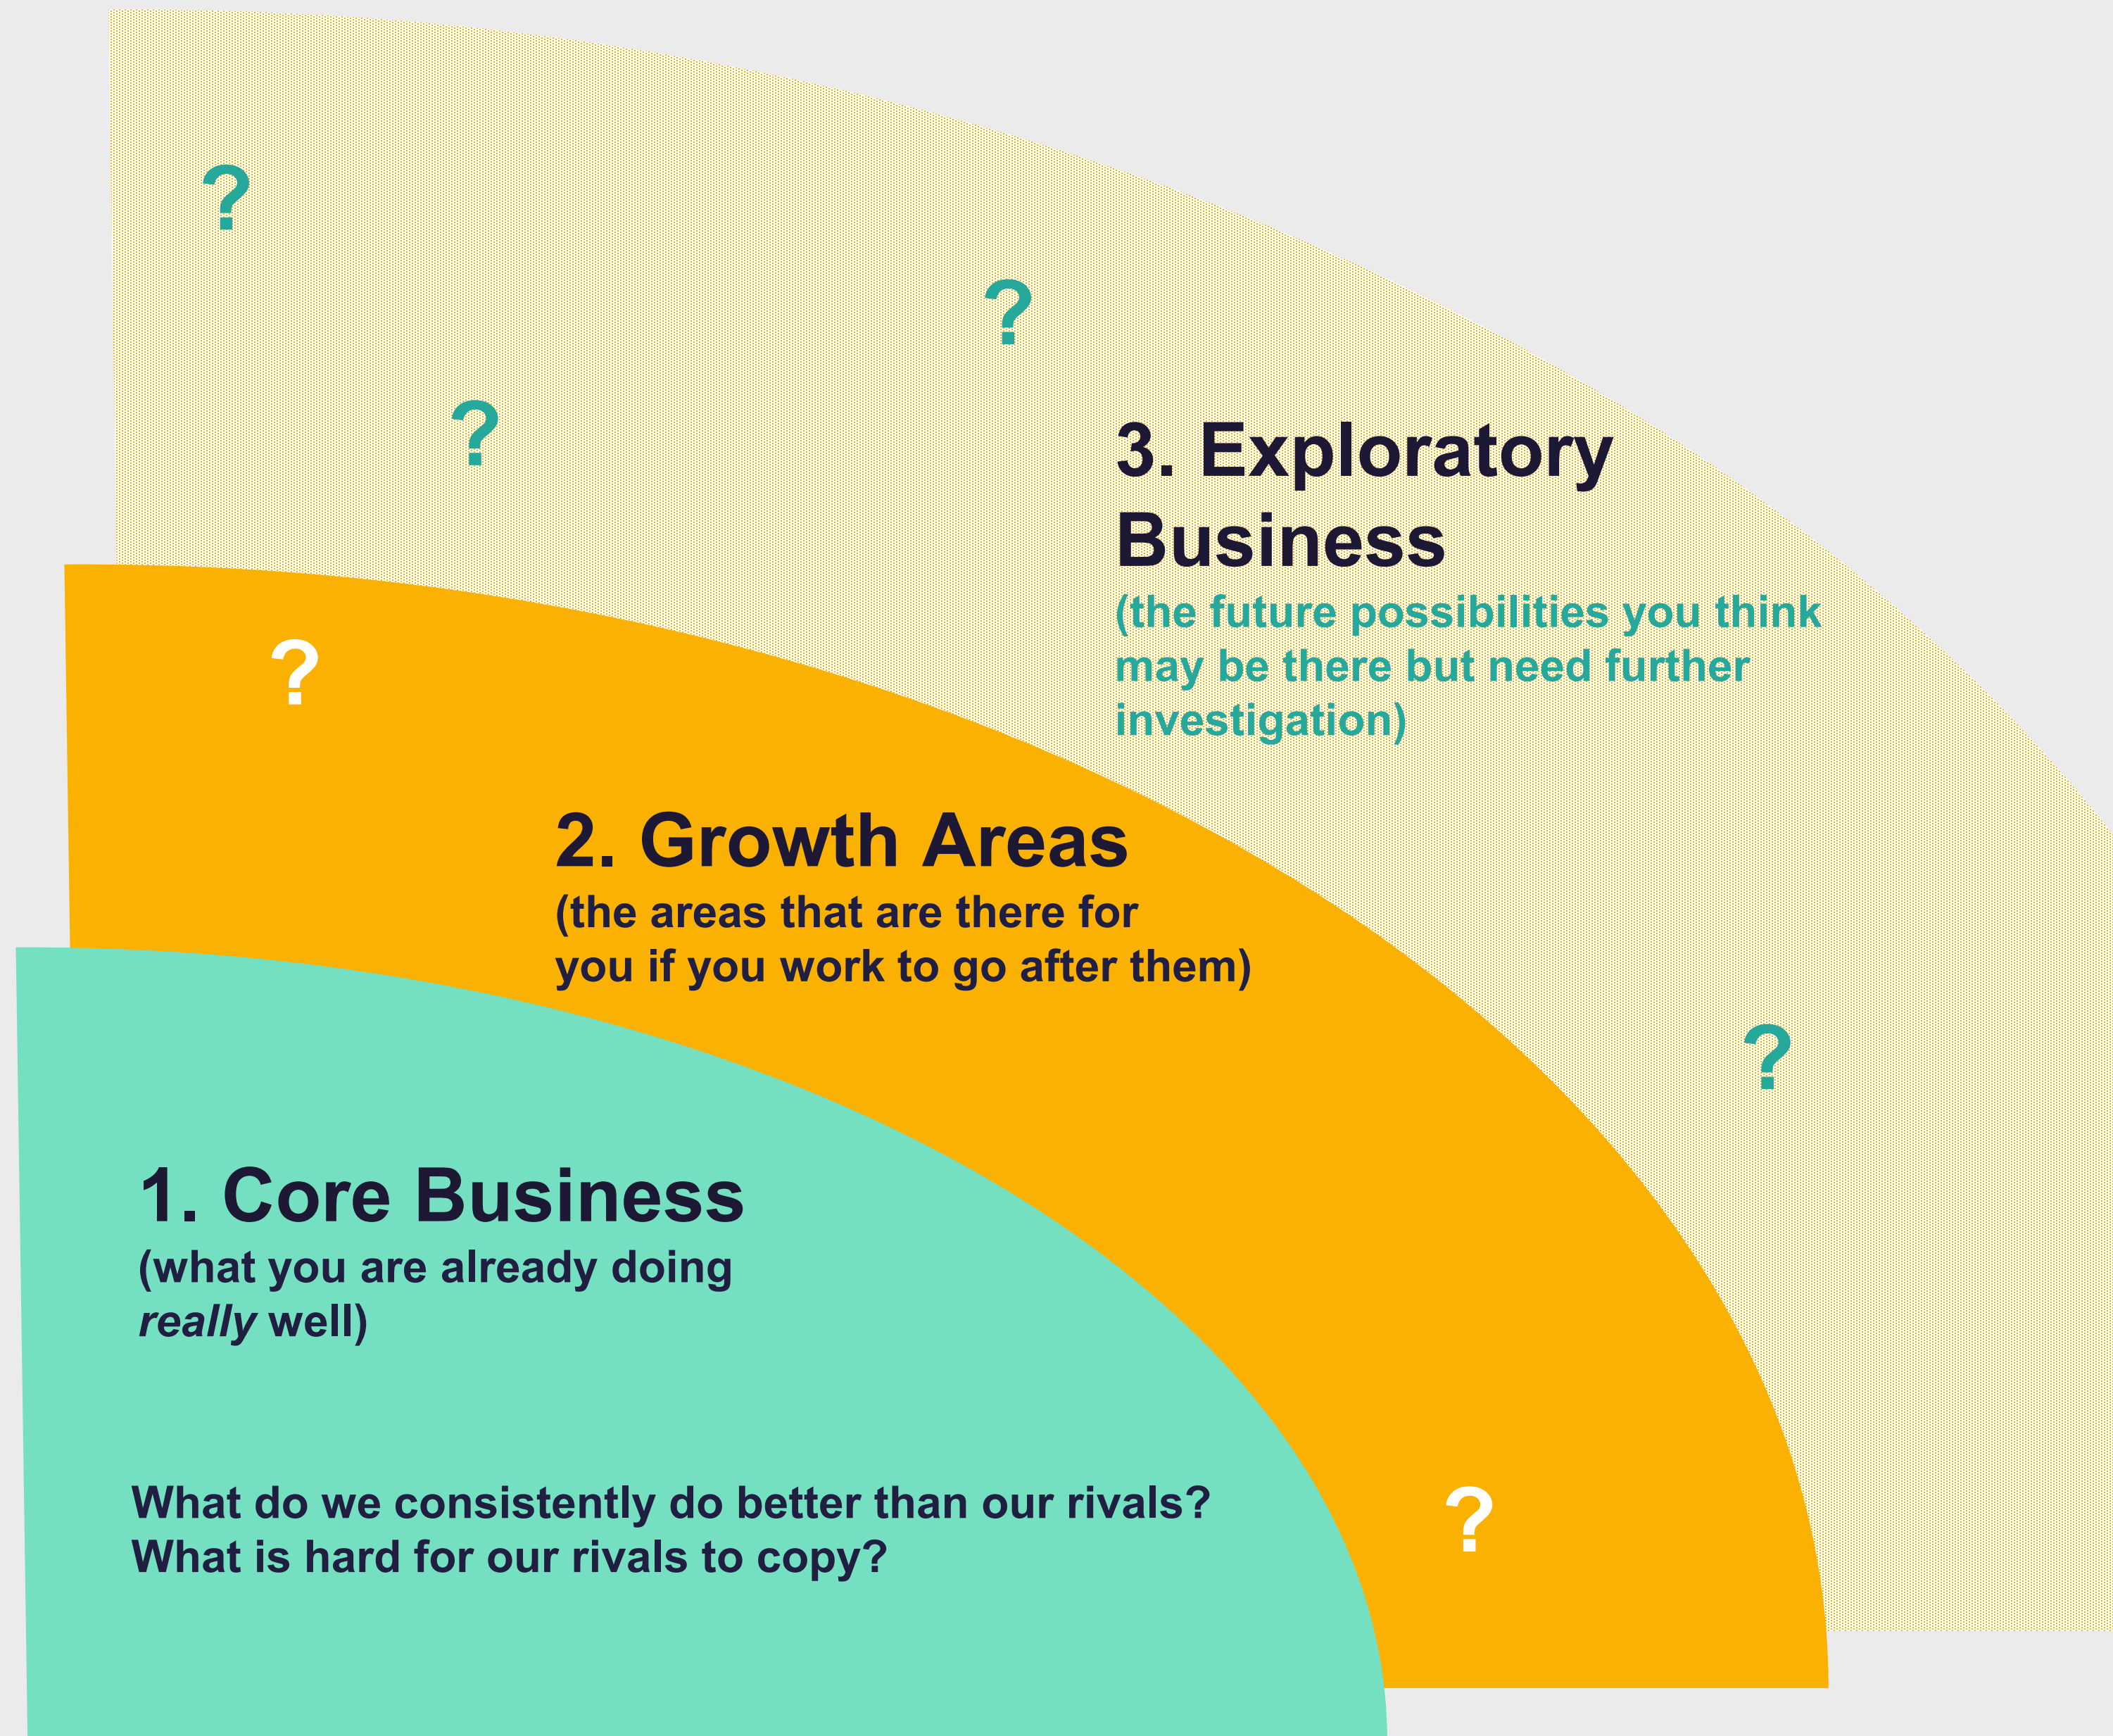 ?
?
?
3. Exploratory
Business
(the future possibilities you think
may be there but need further
investigation)
?
2. Growth Areas
(the areas that are there for
you if you work to go after them)
?
1. Core Business
(what you are already doing
really well)
What do we consistently do better than our rivals?
?
What is hard for our rivals to copy?